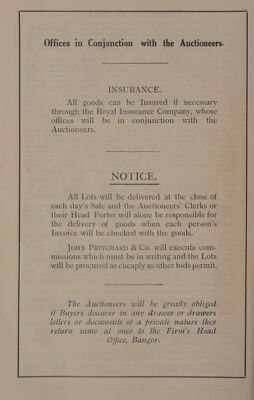 Offices in Conjunction with the Auctioneers.
INSURANCE.
All goods can be Insured if necessary
through the Royal Insurance Company, whose
offices will be in conjunction with the
Auctioneers.
NOTICE.
All Lots will be delivered at the close of
each day's Sale and the Auctioneers' Clerks or
their Head Porter will alone be responsible for
the delivery of goods when each person's
Invoice will be checked with the goods.
JOHN PRITCHARD & Co. will execute com-
missions which must be in writing and the Lots
will be procured as cheaply as other bids permit.
The Auctioneers will be greatly obliged
if Buyers discover in any drawer or drawers
letters or documents of a private nature they
return same at once to the Firm's Head
Office, Bangor.